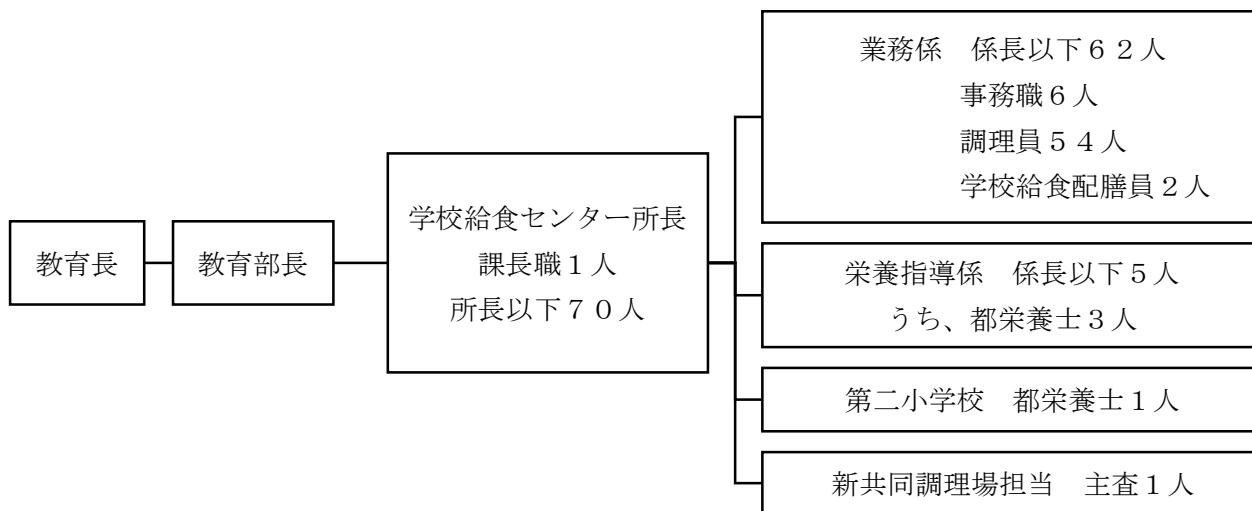 教育長
教育部長
学校給食センター所長
課長職１人
所長以下７０人
業務係　係長以下６２人
事務職６人
調理員５４人
学校給食配膳員２人
栄養指導係　係長以下５人
うち、都栄養士３人
第二小学校　都栄養士１人
新共同調理場担当　主査１人